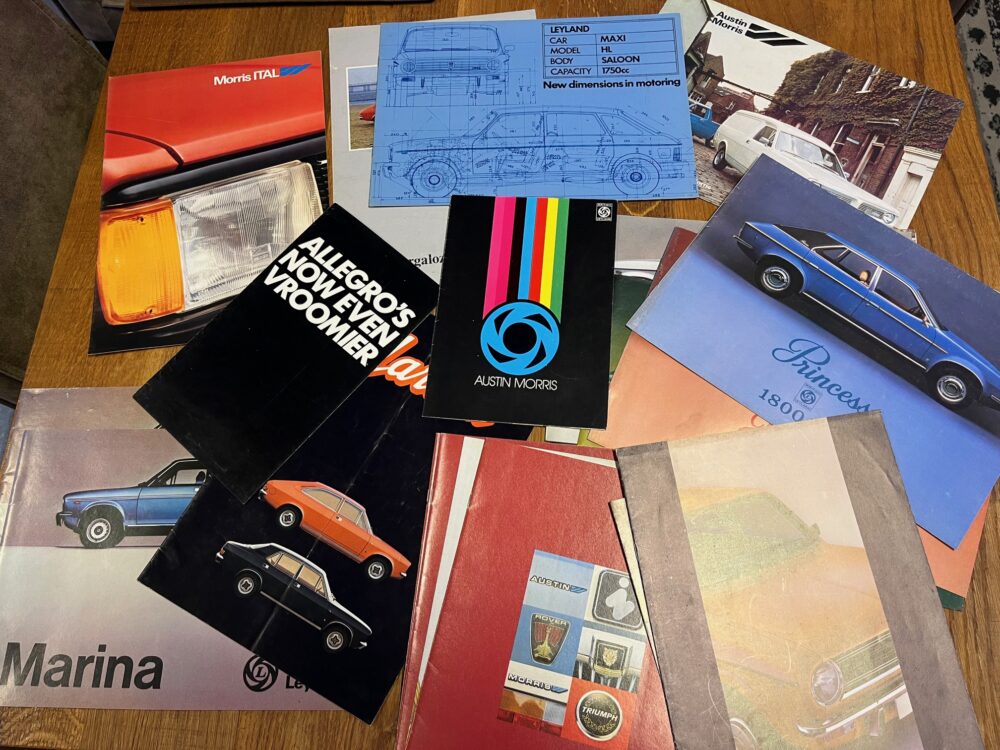 Morris ITAL
LEYLAND
CAR MAXI
MODEL HL
BODY SALOON
CAPACITY 1750cc
New dimensions in motoring
Austin
Morris
ALLEGRO'S
NOW EVEN
VROOMIER
AUSTIN MORRIS
Princess
1800
Marina
L
Ley
AUSTIN
ROVER
MORRIS
TRIUMPH